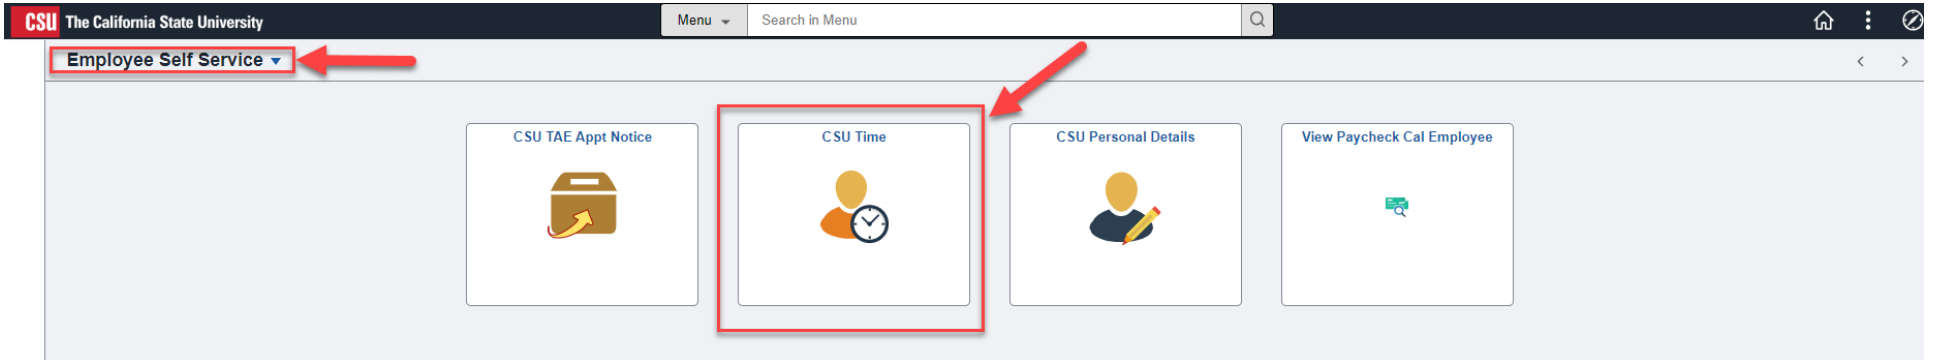 CSU The California State University
Menu
Search in Menu
Employee Self Service
CSU TAE Appt Notice
CSU Time
CSU Personal Details
View Paycheck Cal Employee